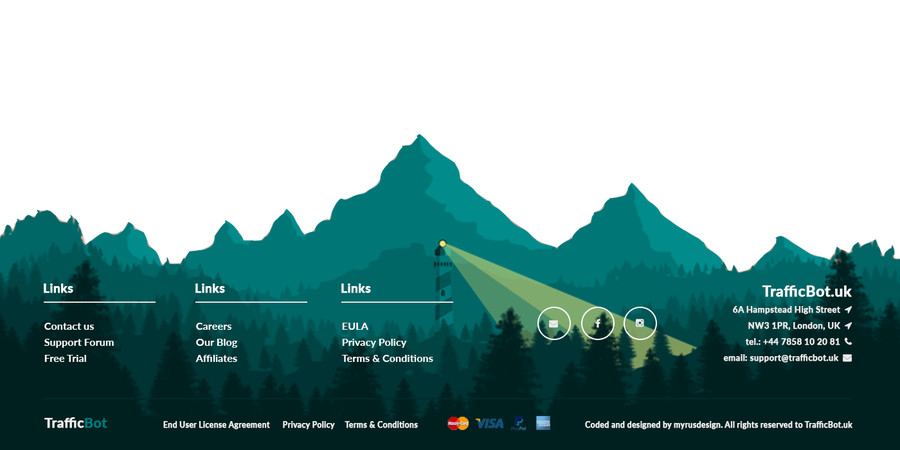 Links
Contact us
Support Forum
Free Trial
Links
Careers
Our Blog
Affiliates
Links
EULA
Privacy Policy
Terms & Conditions
TrafficBot.uk
6A Hampstead High Street
NW3 1PR, London, UK
tel.: +44 7858 10 20 81
email: support@trafficbot.uk
TrafficBot
End User License Agreement
Privacy Policy
Terms & Conditions
MasterCard
VISA
PayPal
Coded and designed by myrusdesign. All rights reserved to TrafficBot.uk